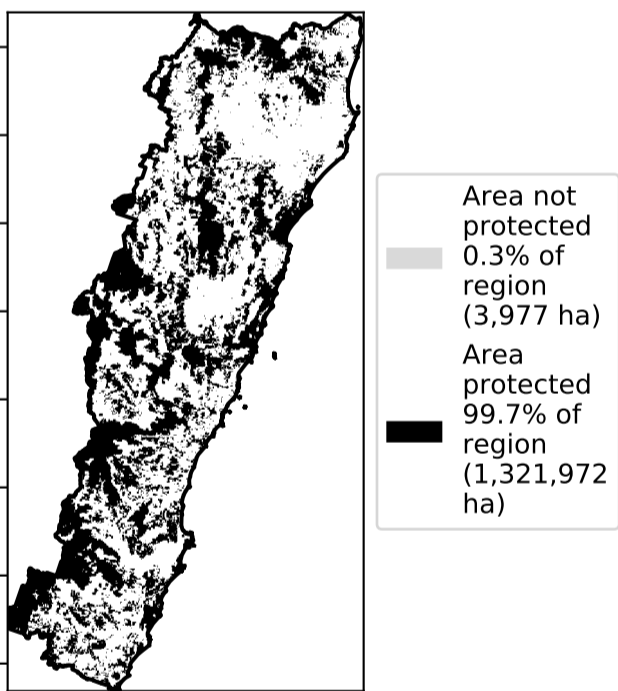 Area not
protected
0.3% of
region
(3,977 ha)
Area
protected
99.7% of
region
(1,321,972
ha)